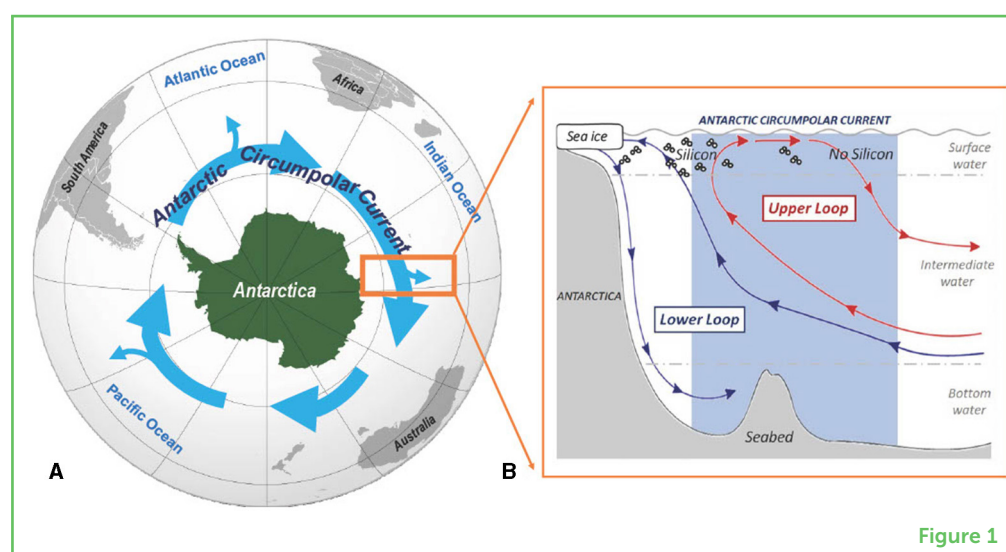 Atlantic Ocean
Africa
South America
Indian Ocean
Antarctic Circumpolar Current
Antarctica
Pacific Ocean
Australia
A
ANTARCTIC CIRCUMPOLAR CURRENT
Sea ice
Silicon
No Silicon
Surface
water
Upper Loop
Intermediate
water
ANTARCTICA
Lower Loop
Bottom
water
Seabed
B
Figure 1